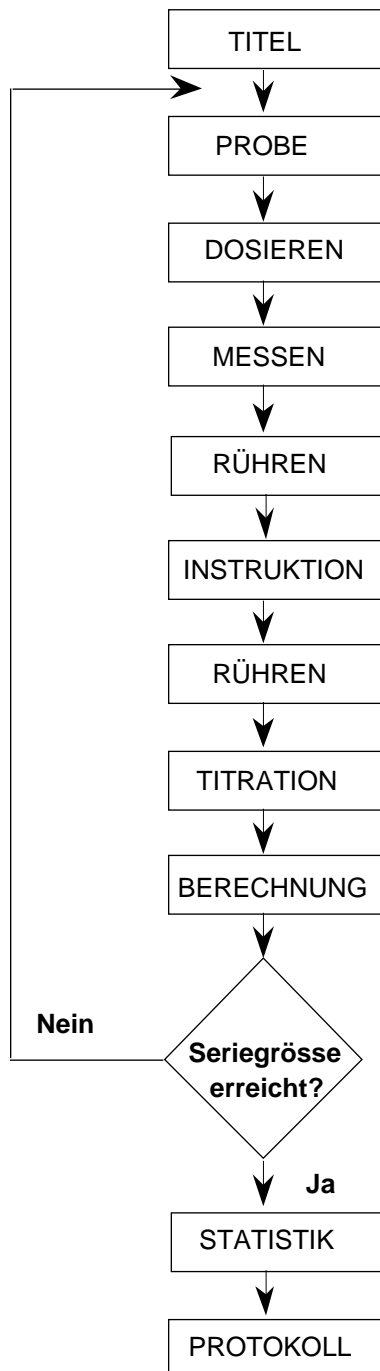 TITEL
PROBE
DOSIEREN
MESSEN
RÜHREN
INSTRUKTION
RÜHREN
TITRATION
BERECHNUNG
Nein
Seriegrösse
erreicht?
Ja
STATISTIK
PROTOKOLL